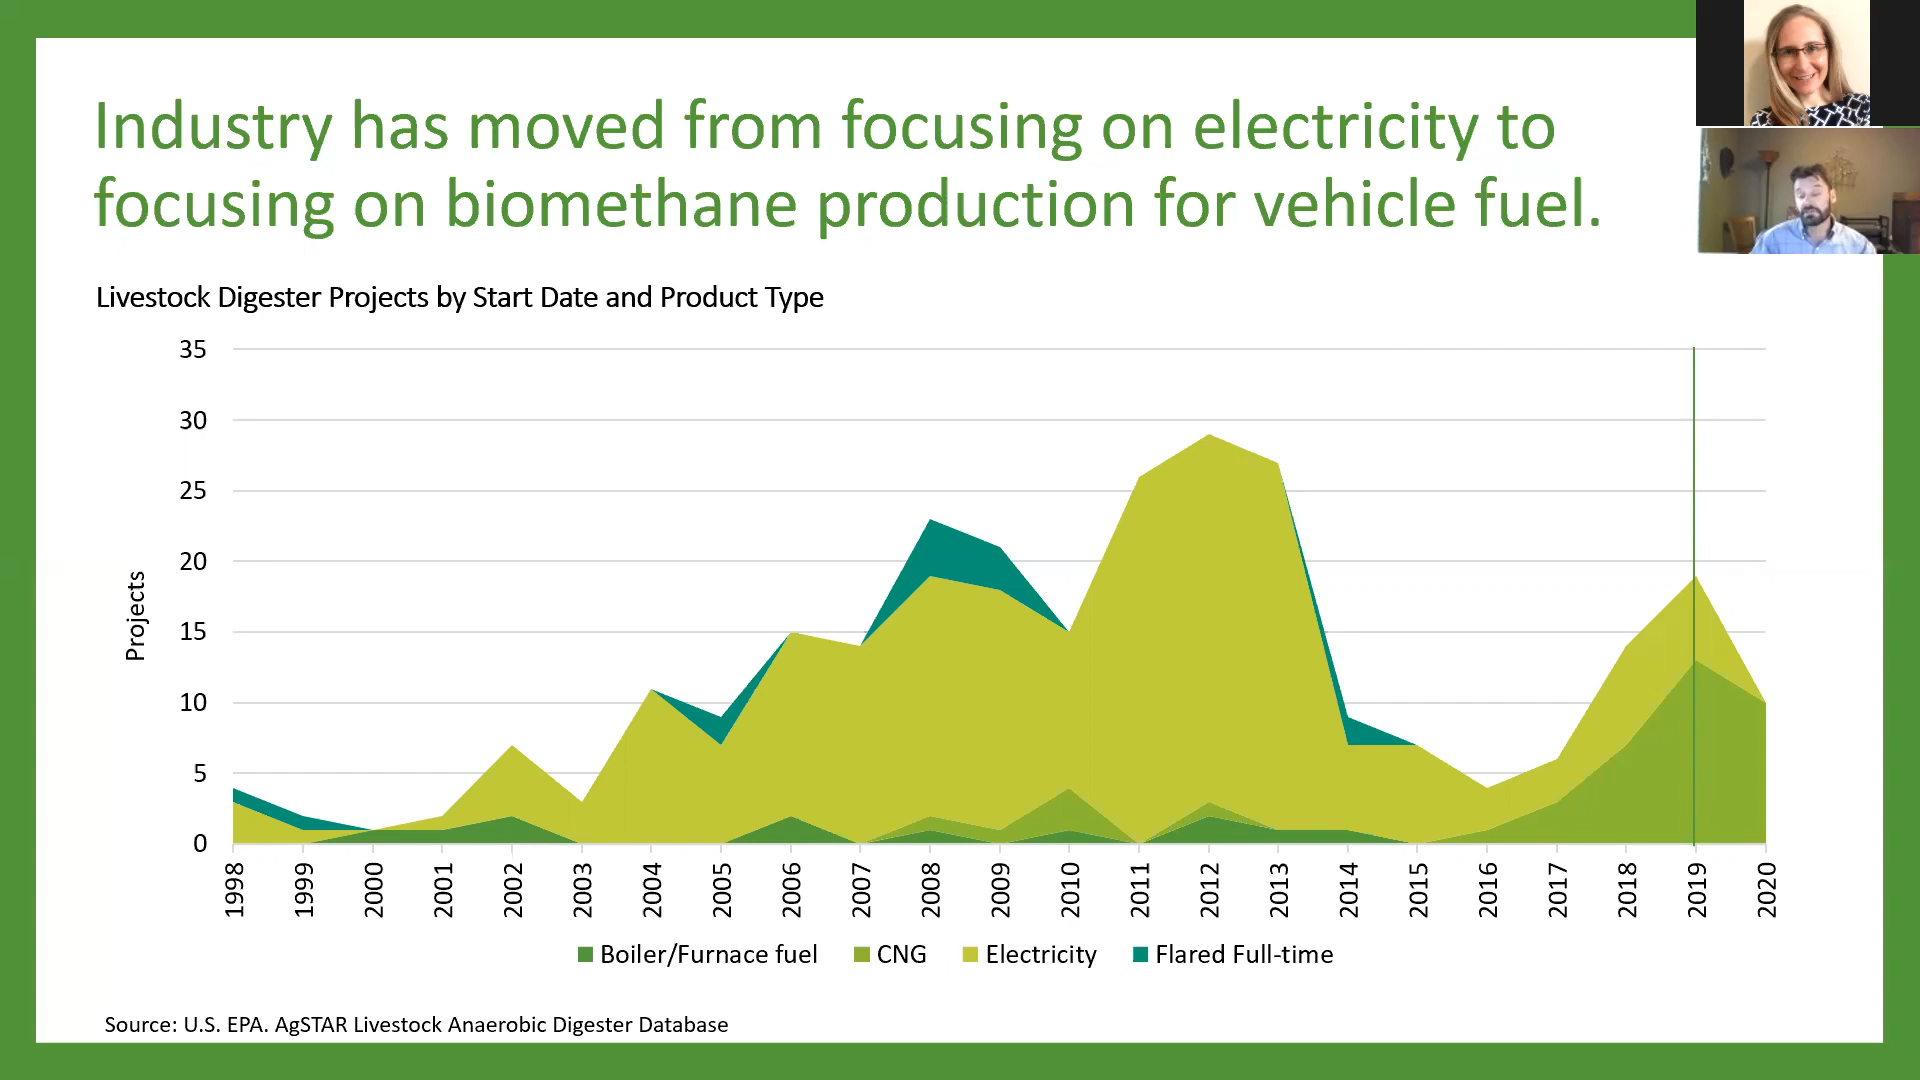 Industry has moved from focusing on electricity to
focusing on biomethane production for vehicle fuel.
Livestock Digester Projects by Start Date and Product Type
35
30
25
20
15
10
5
0
Projects
1998 1999 2000 2001 2002 2003 2004 2005 2006 2007 2008 2009 2010 2011 2012 2013 2014 2015 2016 2017 2018 2019 2020
Boiler/Furnace fuel CNG Electricity Flared Full-time
Source: U.S. EPA. AgSTAR Livestock Anaerobic Digester Database